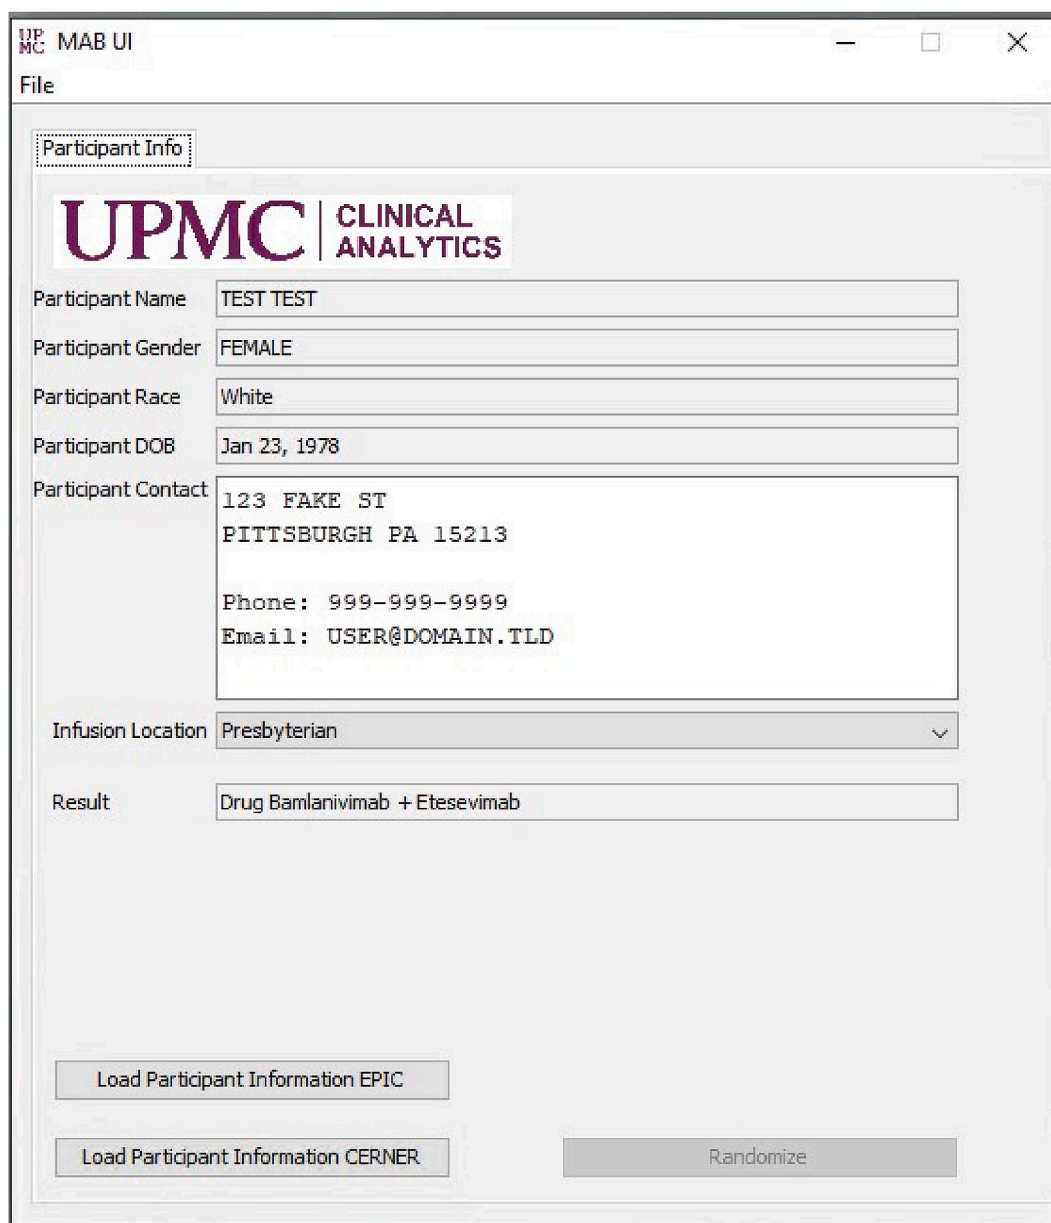 UPMC MAB UI
File
Participant Info
UPMC | CLINICAL ANALYTICS
Participant Name TEST TEST
Participant Gender FEMALE
Participant Race White
Participant DOB Jan 23, 1978
Participant Contact 123 FAKE ST
PITTSBURGH PA 15213
Phone: 999-999-9999
Email: USER@DOMAIN.TLD
Infusion Location Presbyterian
Result Drug Bamlanivimab + Etesevimab
Load Participant Information EPIC
Load Participant Information CERNER Randomize